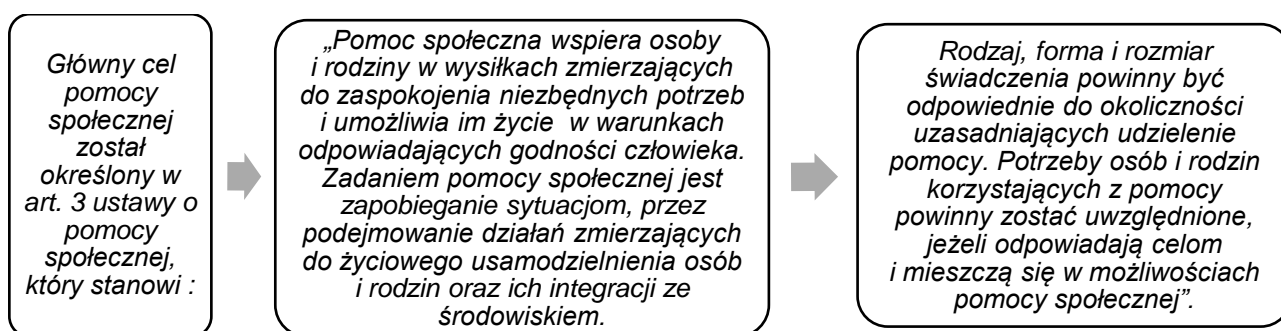 Główny cel
pomocy
społecznej
został
określony w
art. 3 ustawy o
pomocy
społecznej,
który stanowi :
„Pomoc społeczna wspiera osoby
i rodziny w wysiłkach zmierzających
do zaspokojenia niezbędnych potrzeb
i umożliwia im życie w warunkach
odpowiadających godności człowieka.
Zadaniem pomocy społecznej jest
zapobieganie sytuacjom, przez
podejmowanie działań zmierzających
do życiowego usamodzielnienia osób
i rodzin oraz ich integracji ze
środowiskiem.
Rodzaj, forma i rozmiar
świadczenia powinny być
odpowiednie do okoliczności
uzasadniających udzielenie
pomocy. Potrzeby osób i rodzin
korzystających z pomocy
powinny zostać uwzględnione,
jeżeli odpowiadają celom
i mieszczą się w możliwościach
pomocy społecznej”.